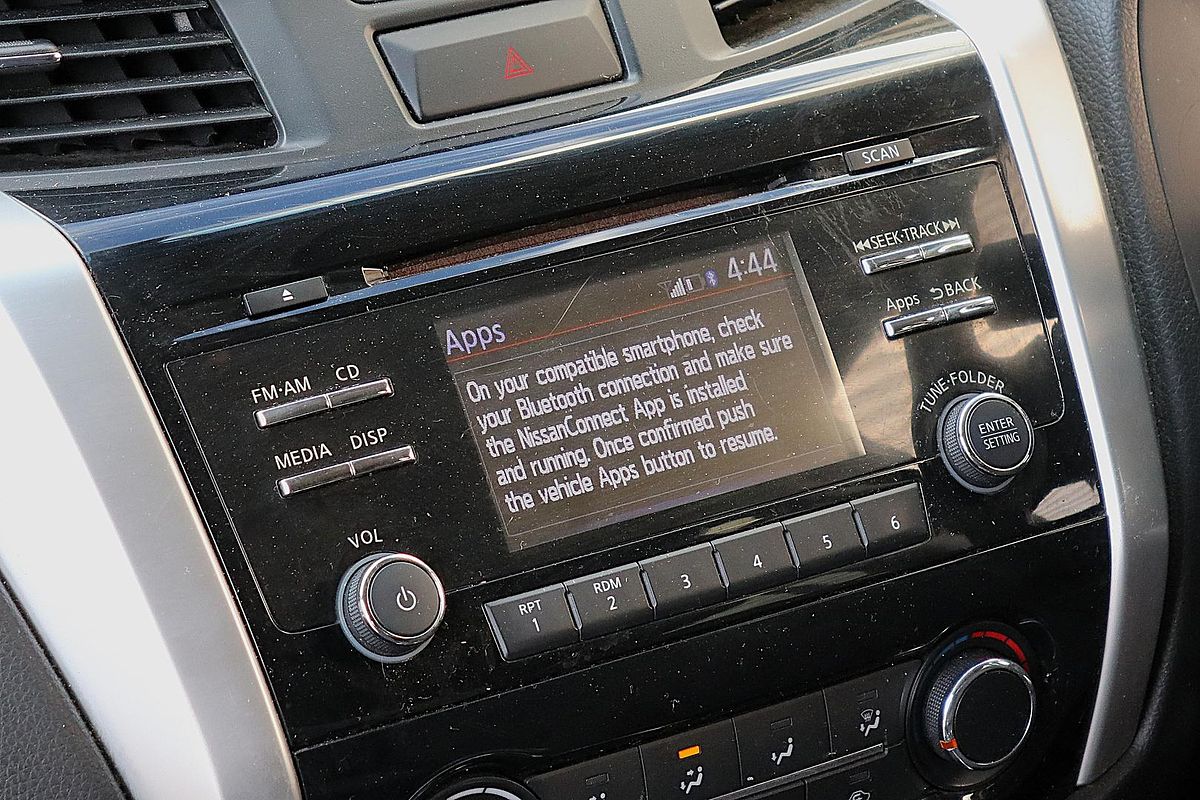 SCAN
SEEK·TRACK
Apps BACK
4:44
Apps
On your compatible smartphone, check
your Bluetooth connection and make sure
the NissanConnect App is installed
and running. Once confirmed push
the vehicle Apps button to resume.
FM·AM CD
MEDIA DISP
TUNE·FOLDER
ENTER
SETTING
VOL
RPT
1
RDM
2
3
4
5
6